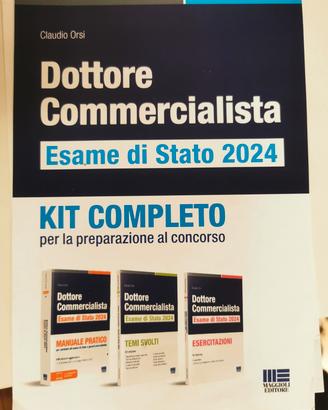 Claudio Orsi
Dottore
Commercialista
Esame di Stato 2024
KIT COMPLETO
per la preparazione al concorso
Dottore
Commercialista
Esame di Stato 2024
MANUALE PRATICO
Dottore
Commercialista
Esame di Stato 2024
TEMI SVOLTI
Dottore
Commercialista
Esame di Stato 2024
ESERCITAZIONI
MAGGIOLI
EDITORE